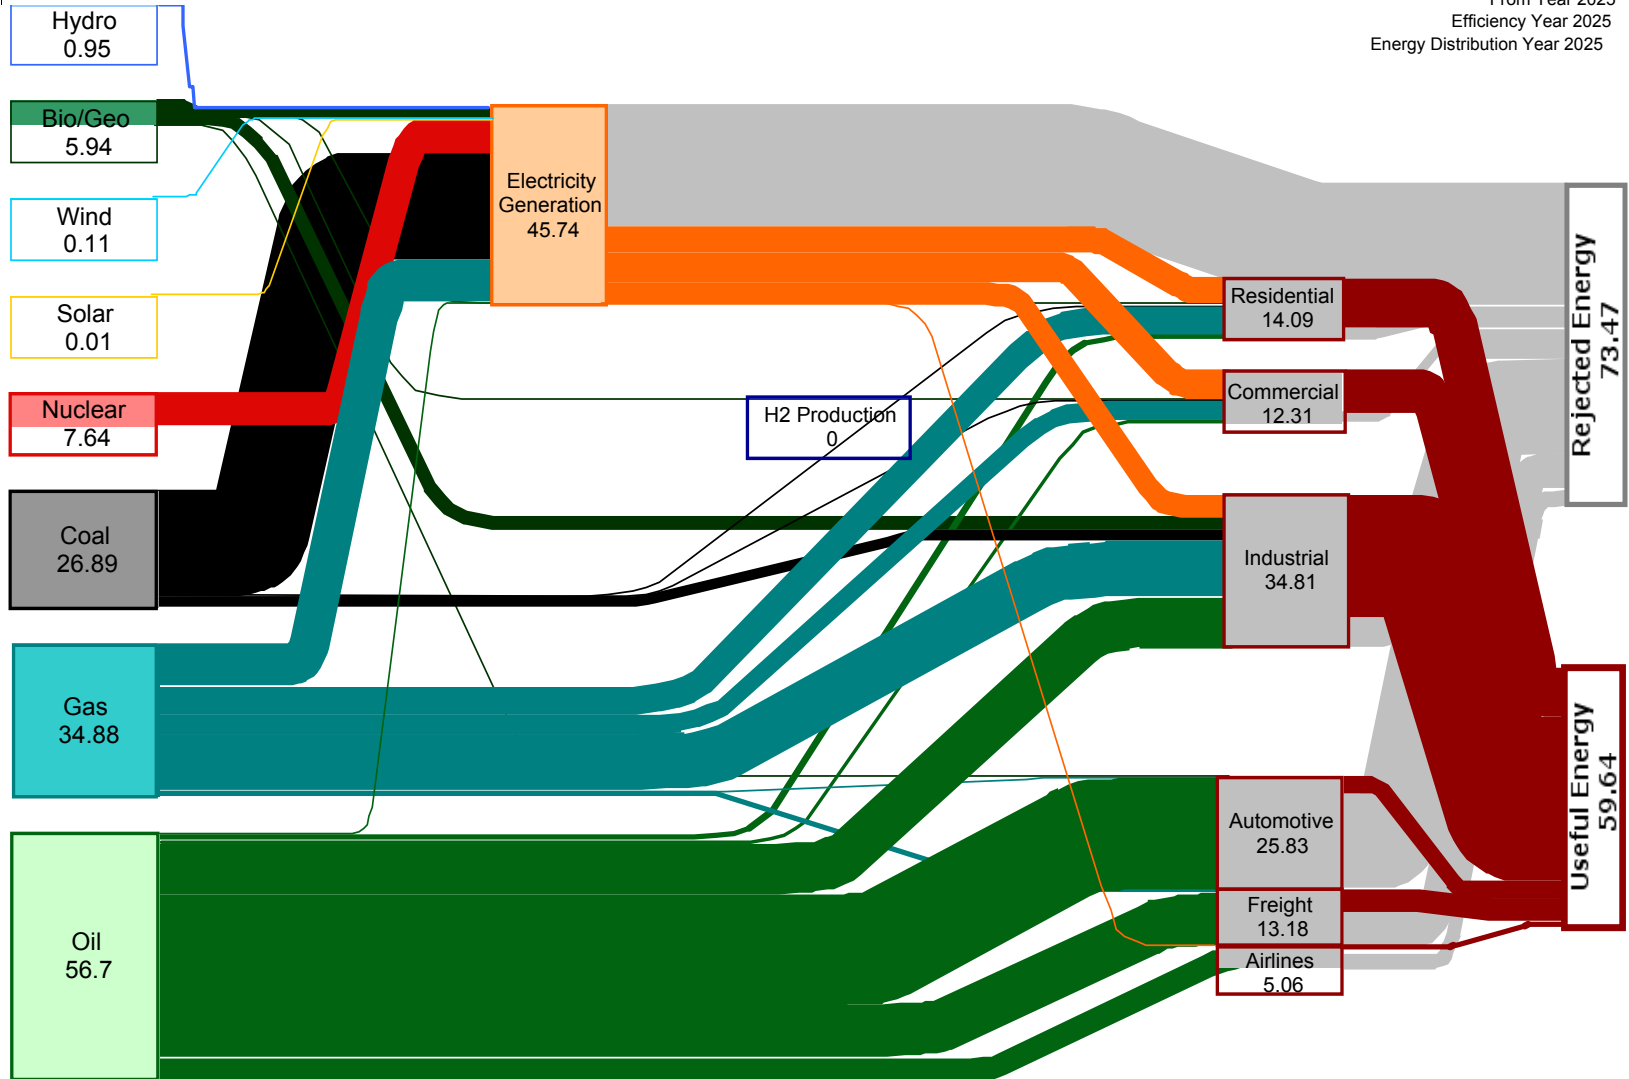 From Year 2025
Efficiency Year 2025
Energy Distribution Year 2025
Hydro
0.95
Bio/Geo
5.94
Wind
0.11
Solar
0.01
Nuclear
7.64
Coal
26.89
Gas
34.88
Oil
56.7
Electricity
Generation
45.74
H2 Production
0
Residential
14.09
Commercial
12.31
Industrial
34.81
Automotive
25.83
Freight
13.18
Airlines
5.06
Rejected Energy
73.47
Useful Energy
59.64